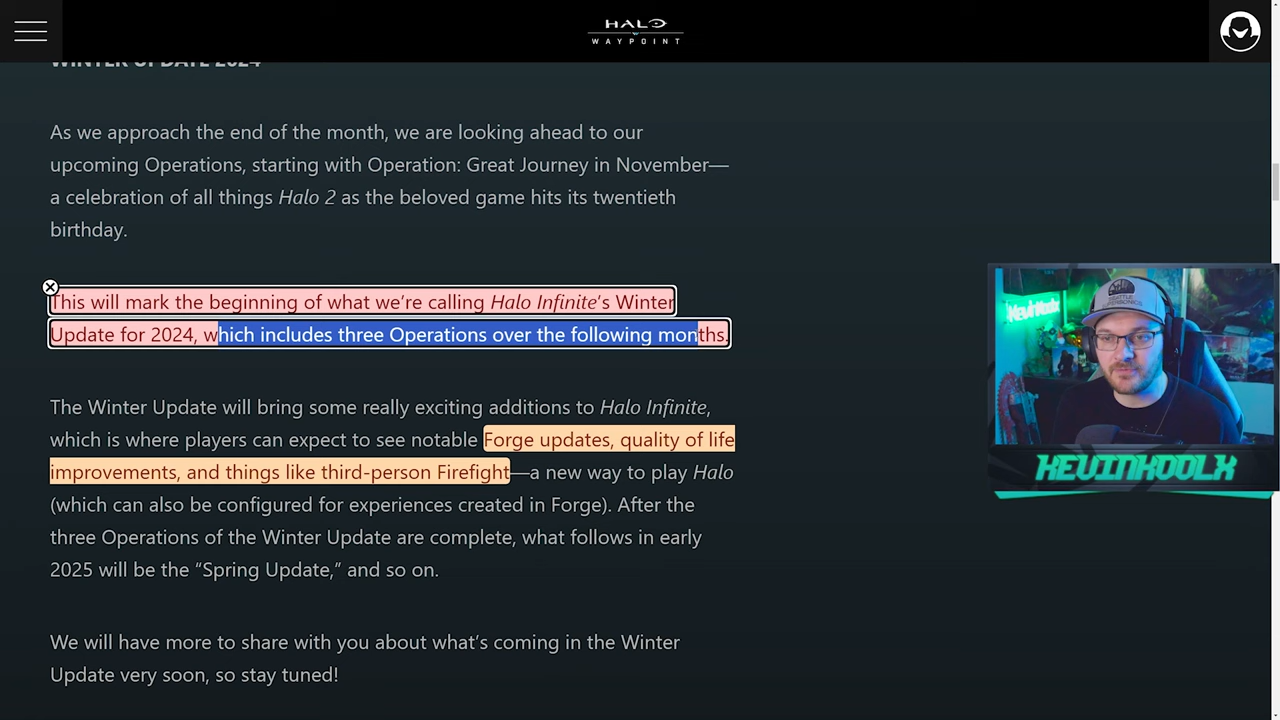 HALO
WAYPOINT
WINTER UPDATE 2024
As we approach the end of the month, we are looking ahead to our
upcoming Operations, starting with Operation: Great Journey in November—
a celebration of all things Halo 2 as the beloved game hits its twentieth
birthday.
This will mark the beginning of what we’re calling Halo Infinite’s Winter
Update for 2024, which includes three Operations over the following months.
The Winter Update will bring some really exciting additions to Halo Infinite,
which is where players can expect to see notable Forge updates, quality of life
improvements, and things like third-person Firefight—a new way to play Halo
(which can also be configured for experiences created in Forge). After the
three Operations of the Winter Update are complete, what follows in early
2025 will be the “Spring Update,” and so on.
We will have more to share with you about what’s coming in the Winter
Update very soon, so stay tuned!
KevinKoolx
SEATTLE
SUPERSONICS
KEVINKOOLX